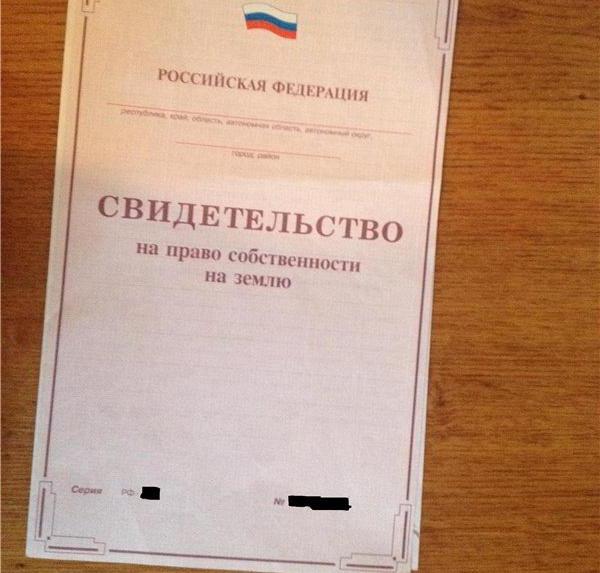 РОССИЙСКАЯ ФЕДЕРАЦИЯ
республика, край, область, автономная область, автономный округ,
город, район
СВИДЕТЕЛЬСТВО
на право собственности
на землю
Серия РФ №